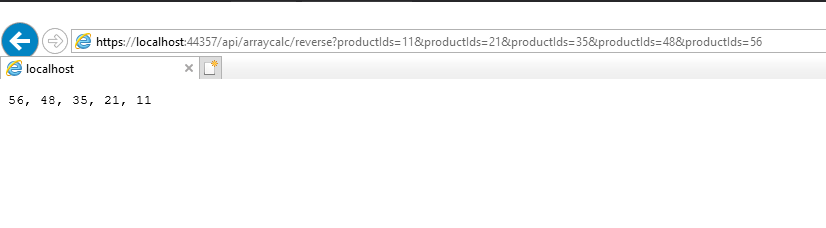 https://localhost:44357/api/arraycalc/reverse?productIds=11&productIds=21&productIds=35&productIds=48&productIds=56
localhost
56, 48, 35, 21, 11